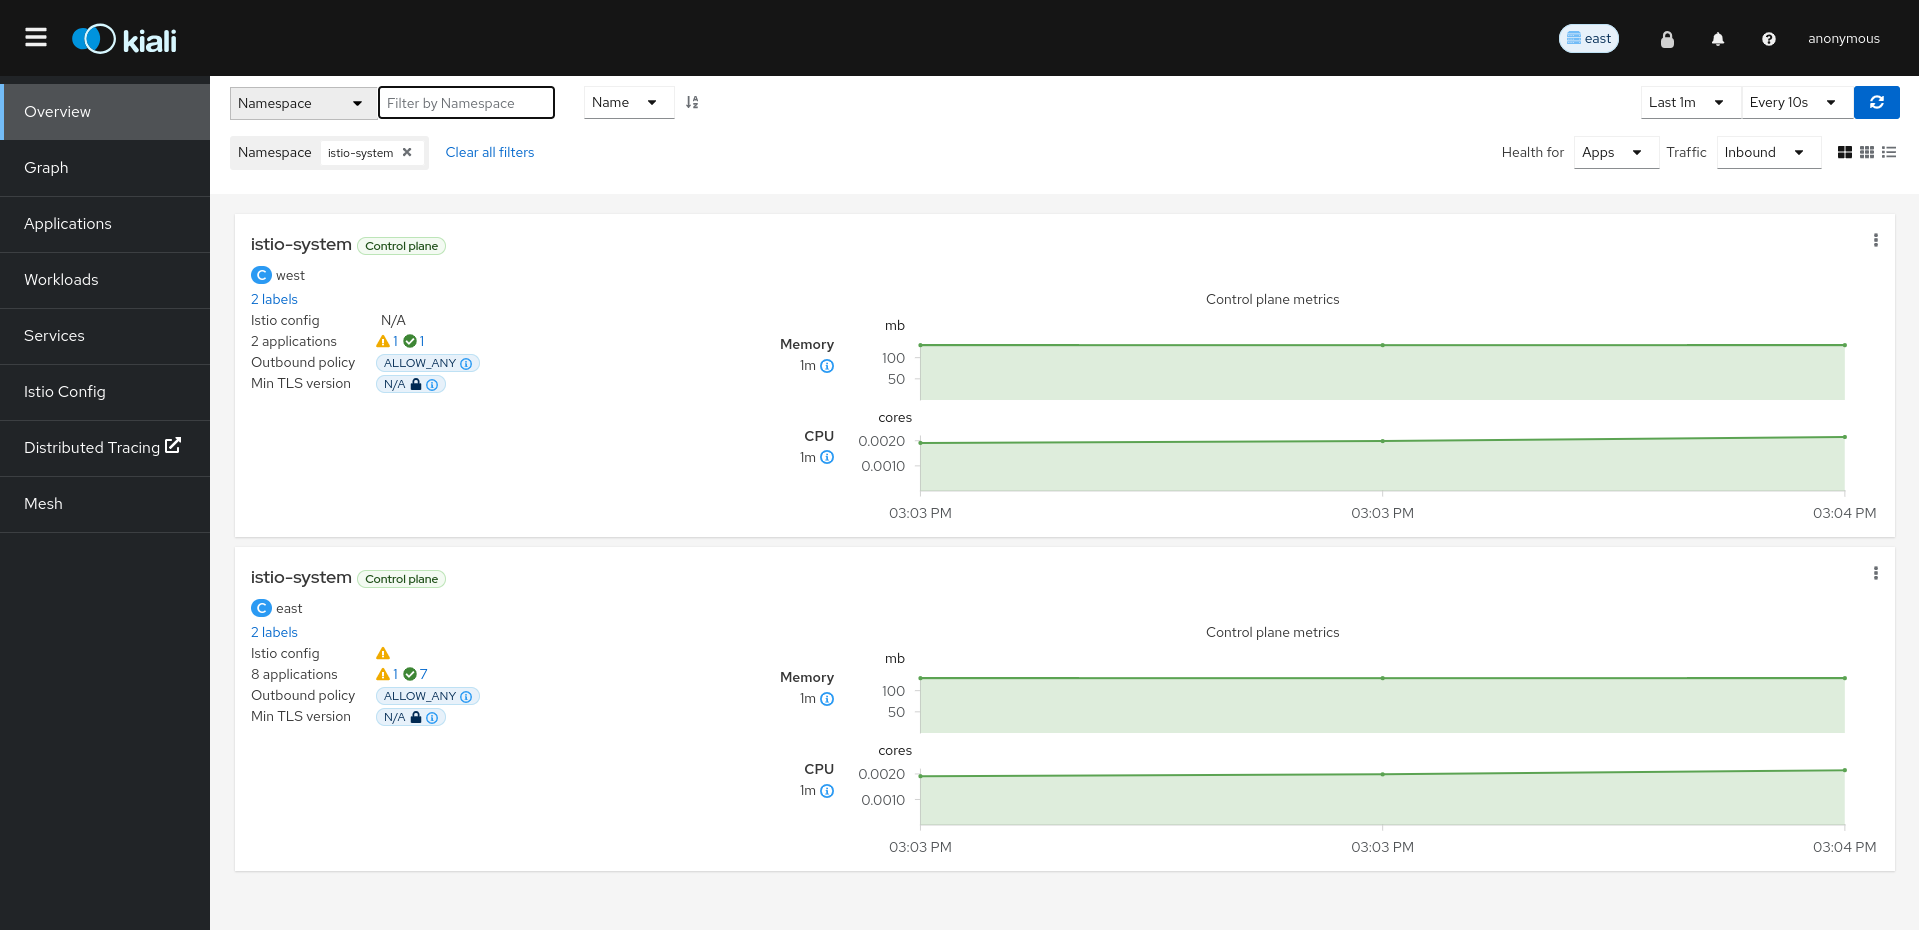 kiali
east
anonymous
Overview
Graph
Applications
Workloads
Services
Istio Config
Distributed Tracing
Mesh
Namespace Filter by Namespace Name Last 1m Every 10s
Namespace istio-system Clear all filters Health for Apps Traffic Inbound
istio-system Control plane
C west
2 labels Control plane metrics
Istio config N/A
2 applications 1 1
Outbound policy ALLOW_ANY
Min TLS version N/A
mb
Memory
1m
100
50
cores
CPU
1m
0.0020
0.0010
03:03 PM 03:03 PM 03:04 PM
istio-system Control plane
C east
2 labels Control plane metrics
Istio config
8 applications 1 7
Outbound policy ALLOW_ANY
Min TLS version N/A
mb
Memory
1m
100
50
cores
CPU
1m
0.0020
0.0010
03:03 PM 03:03 PM 03:04 PM